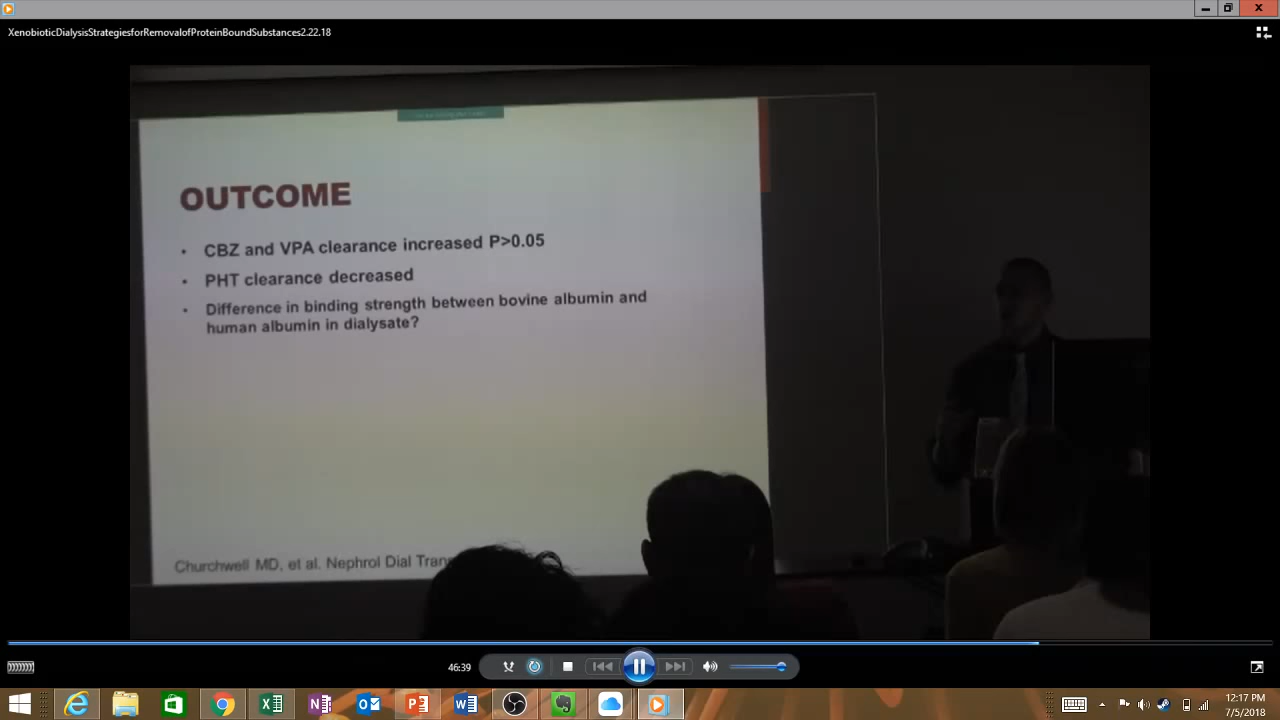 XenobioticDialysisStrategiesforRemovalofProteinBoundSubstances2.22.18
OUTCOME
• CBZ and VPA clearance increased P>0.05
• PHT clearance decreased
• Difference in binding strength between bovine albumin and
human albumin in dialysate?
Churchwell MD, et al. Nephrol Dial
46:39
12:17 PM
7/5/2018